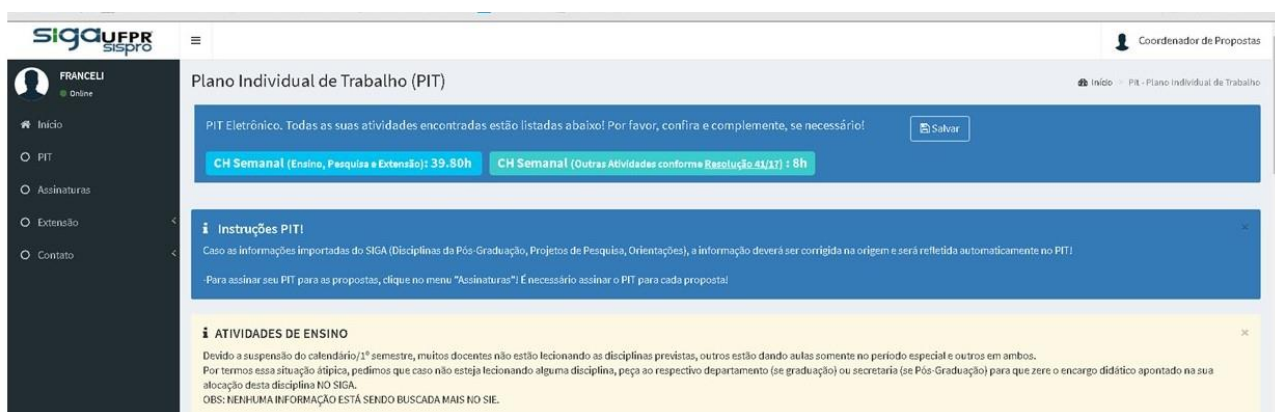 siga UFPR
sispro
Coordenador de Propostas
FRANCELI
Online
Início
PIT
Assinaturas
Extensão
Contato
Plano Individual de Trabalho (PIT)
Início
Pit - Plano Individual de Trabalho
PIT Eletrônico. Todas as suas atividades encontradas estão listadas abaixo! Por favor, confira e complemente, se necessário!
Salvar
CH Semanal (Ensino, Pesquisa e Extensão): 39.80h
CH Semanal (Outras Atividades conforme Resolução 41/17) : 8h
Instruções PIT!
Caso as informações importadas do SIGA (Disciplinas da Pós-Graduação, Projetos de Pesquisa, Orientações), a informação deverá ser corrigida na origem e será refletida automaticamente no PIT!
-Para assinar seu PIT para as propostas, clique no menu "Assinaturas"! É necessário assinar o PIT para cada proposta!
ATIVIDADES DE ENSINO
Devido a suspensão do calendário/1º semestre, muitos docentes não estão lecionando as disciplinas previstas, outros estão dando aulas somente no período especial e outros em ambos.
Por termos essa situação átipica, pedimos que caso não esteja lecionando alguma disciplina, peça ao respectivo departamento (se graduação) ou secretaria (se Pós-Graduação) para que zere o encargo didático apontado na sua
alocação desta disciplina NO SIGA.
OBS: NENHUMA INFORMAÇÃO ESTÁ SENDO BUSCADA MAIS NO SIE.